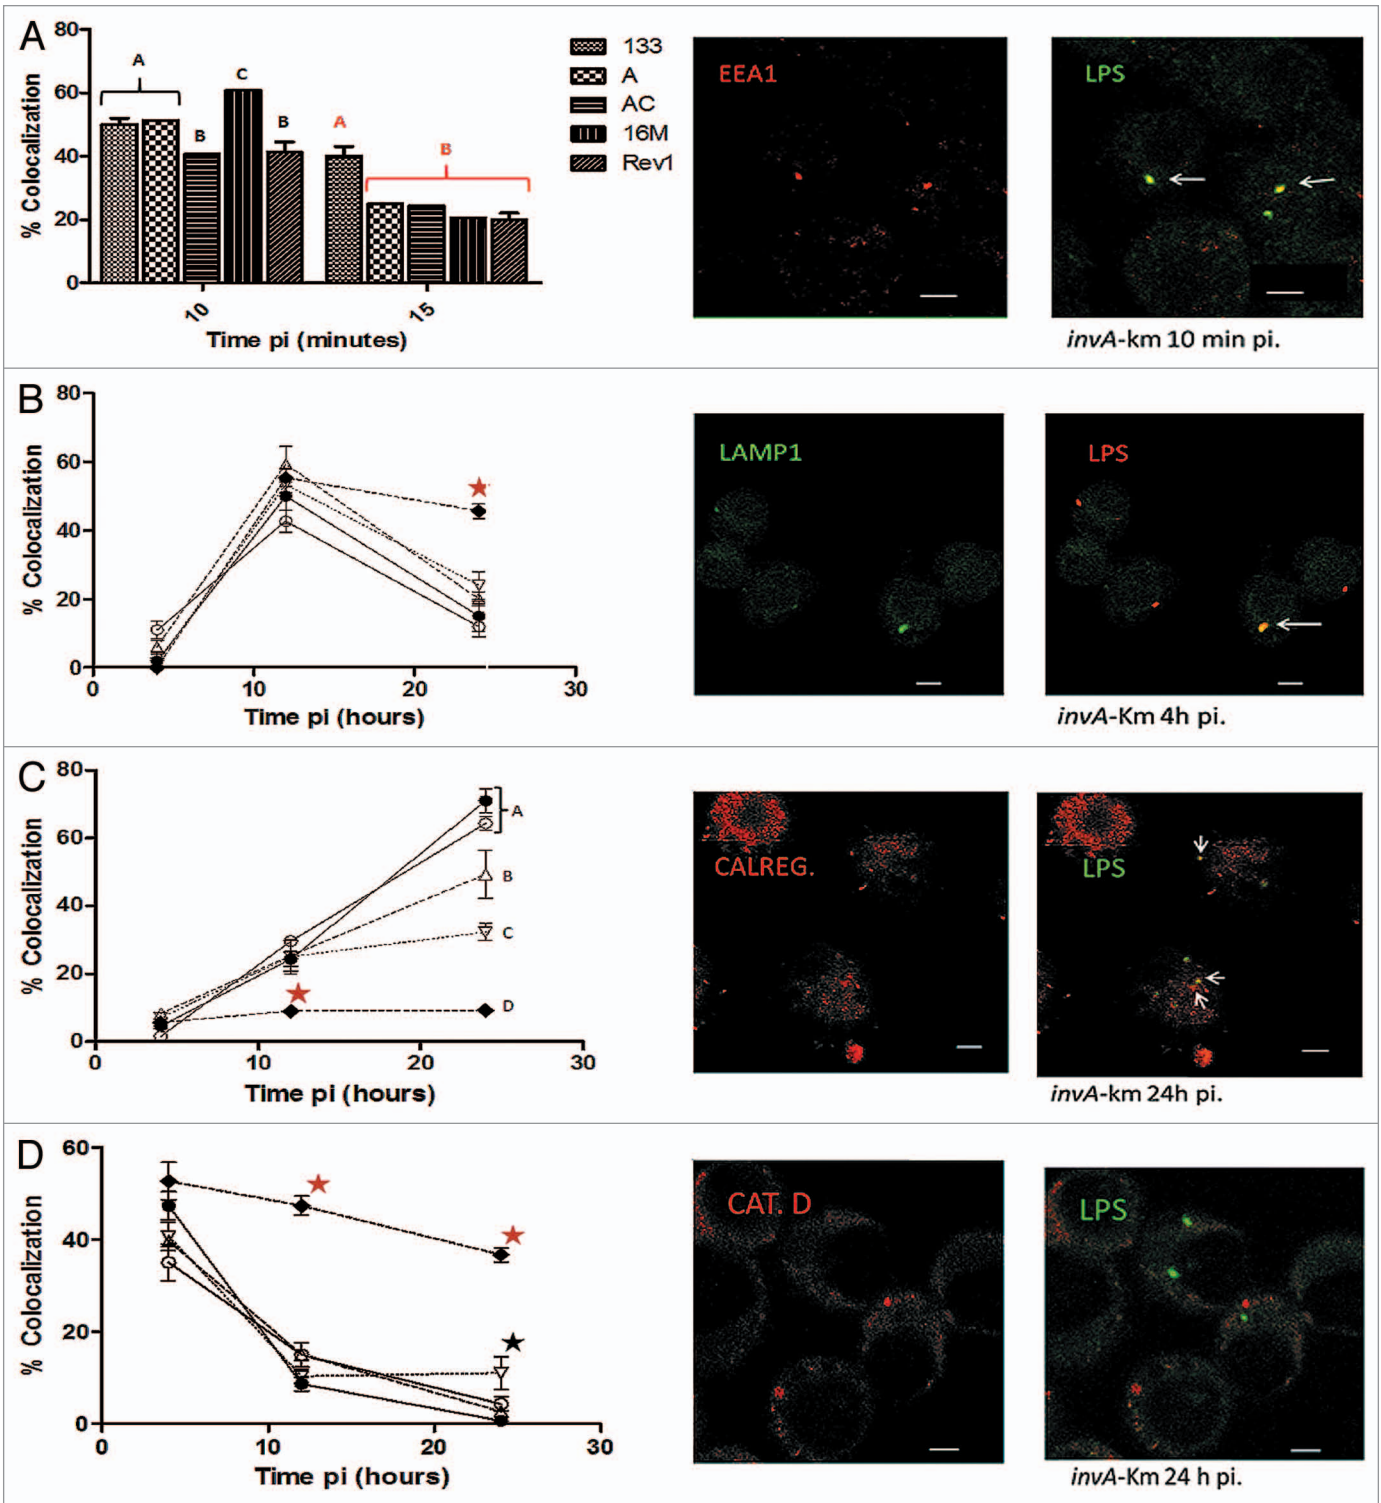 A
80
60
40
20
0
% Colocalization
A
B
C
B
A
B
10
15
Time pi (minutes)
133
A
AC
16M
Rev1
EEA1
LPS
invA-km 10 min pi.
B
80
60
40
20
0
% Colocalization
0
10
20
30
Time pi (hours)
LAMP1
LPS
invA-Km 4h pi.
C
80
60
40
20
0
% Colocalization
A
B
C
D
0
10
20
30
Time pi (hours)
CALREG.
LPS
invA-km 24h pi.
D
60
40
20
0
% Colocalization
0
10
20
30
Time pi (hours)
CAT. D
LPS
invA-Km 24 h pi.